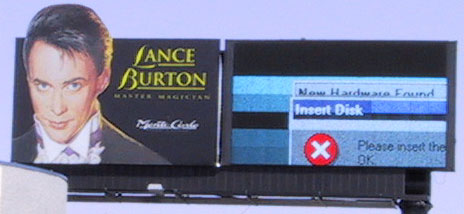 LANCE
BURTON
MASTER MAGICIAN
Monte Carlo
New Hardware Found
Insert Disk
Please insert the
OK.